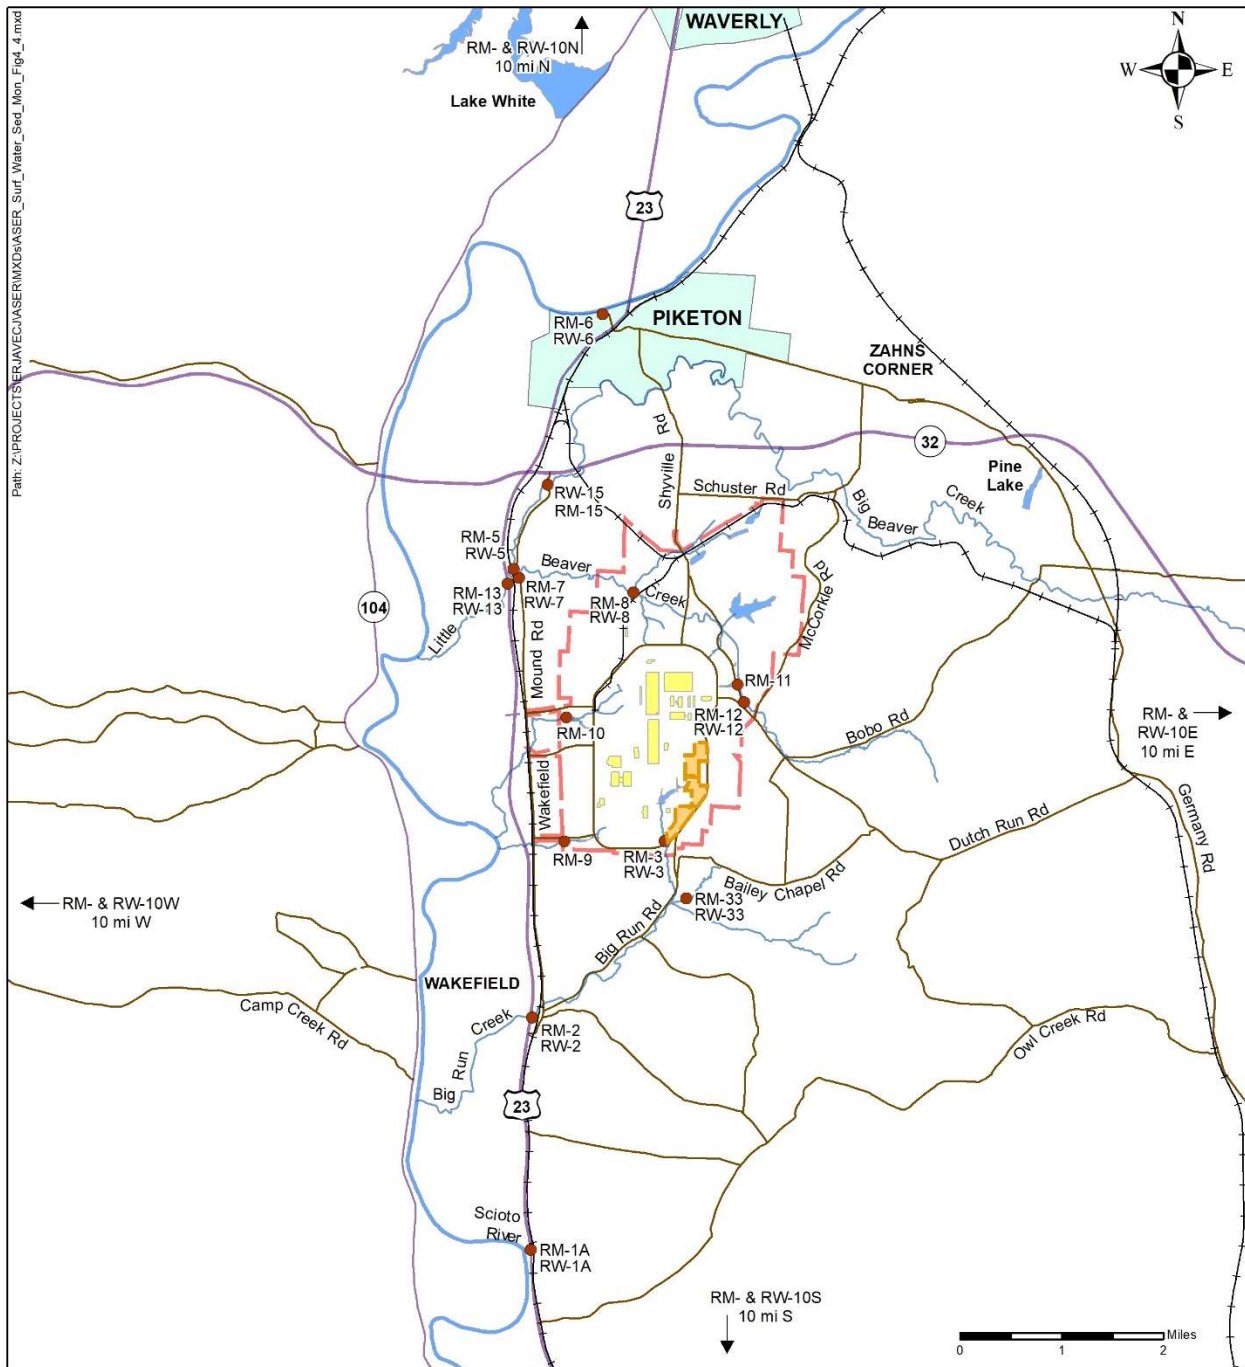 Path: Z:\PROJECTS\ERJAVECJ\ASER\MXDs\ASER_Surf_Water_Sed_Mon_Fig4_4.mxd
WAVERLY
N
W
E
S
RM- & RW-10N
10 mi N
Lake White
23
RM-6
RW-6
PIKETON
ZAHNS
CORNER
32
Shyville Rd
Pine
Lake
Schuster Rd
RW-15
RM-15
Big Beaver Creek
RM-5
RW-5
Little Beaver Creek
RM-13
RW-13
RM-7
RW-7
RM-8
RW-8
104
McCorkie Rd
Mound Rd
RM-11
RM-12
RW-12
RM-10
Bobo Rd
RM- &
RW-10E
10 mi E
Wakefield
Dutch Run Rd
Germany Rd
RM-9
RM-3
RW-3
Bailey Chapel Rd
RM-33
RW-33
RM- & RW-10W
10 mi W
Big Run Rd
WAKEFIELD
Camp Creek Rd
Big Run Creek
RM-2
RW-2
Owl Creek Rd
23
Scioto
River
RM-1A
RW-1A
RM- & RW-10S
10 mi S
Miles
0 1 2